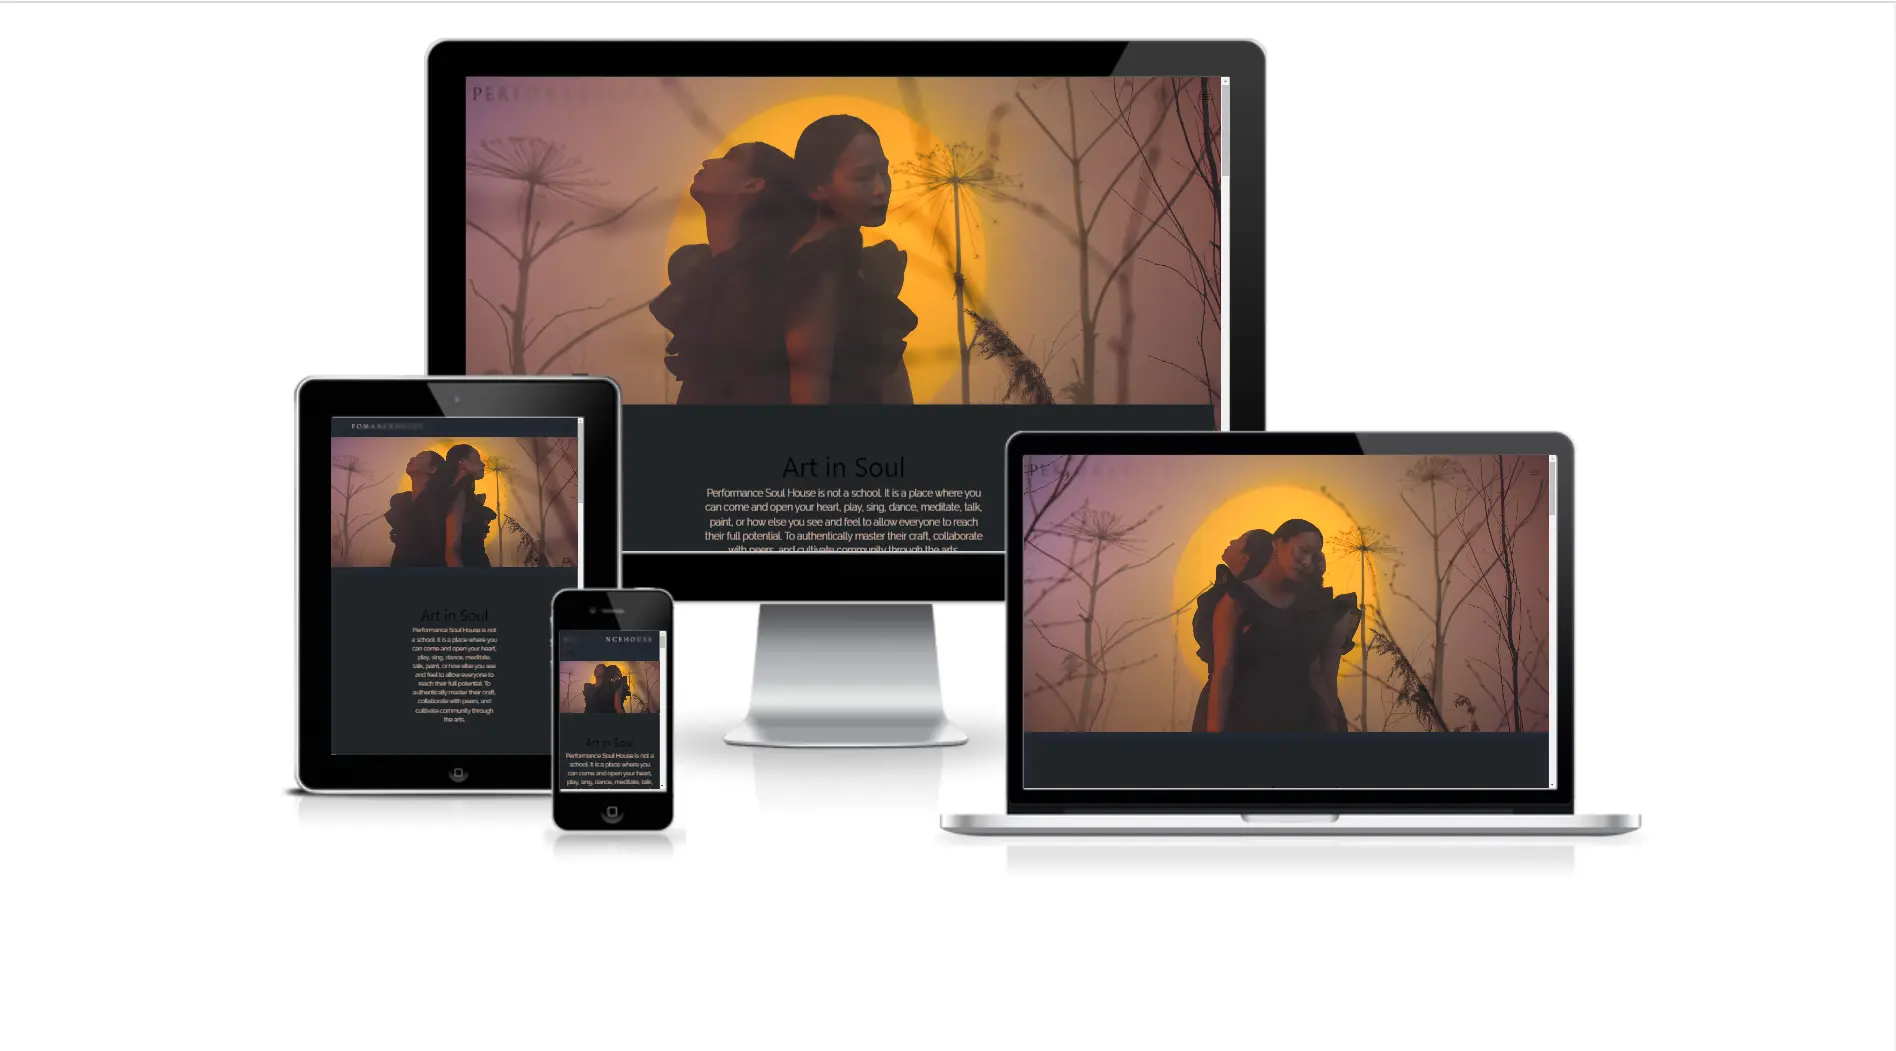 PERFORMANCE
Art in Soul
Performance Soul House is not a school. It is a place where you
can come and open your heart, play, sing, dance, meditate, talk,
paint, or how else you see and feel to allow everyone to reach
their full potential. To authentically master their craft, collaborate
with peers, and cultivate community through the arts.
FOMANCEHOUSE
Art in Soul
Performance Soul House is not
a school. It is a place where you
can come and open your heart,
play, sing, dance, meditate,
talk, paint, or how else you see
and feel to allow everyone to
reach their full potential. To
authentically master their craft,
collaborate with peers, and
cultivate community through
the arts.
NCEHOUSE
Art in Soul
Performance Soul House is not a
school. It is a place where you
can come and open your heart,
play, sing, dance, meditate, talk,
PE